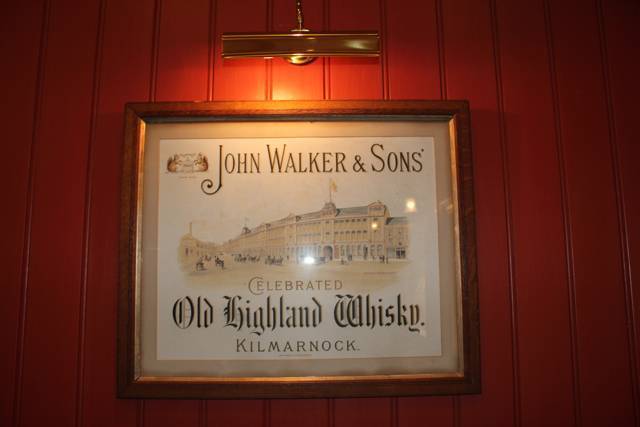 John Walker & Sons'
Celebrated
Old Highland Whisky.
Kilmarnock.